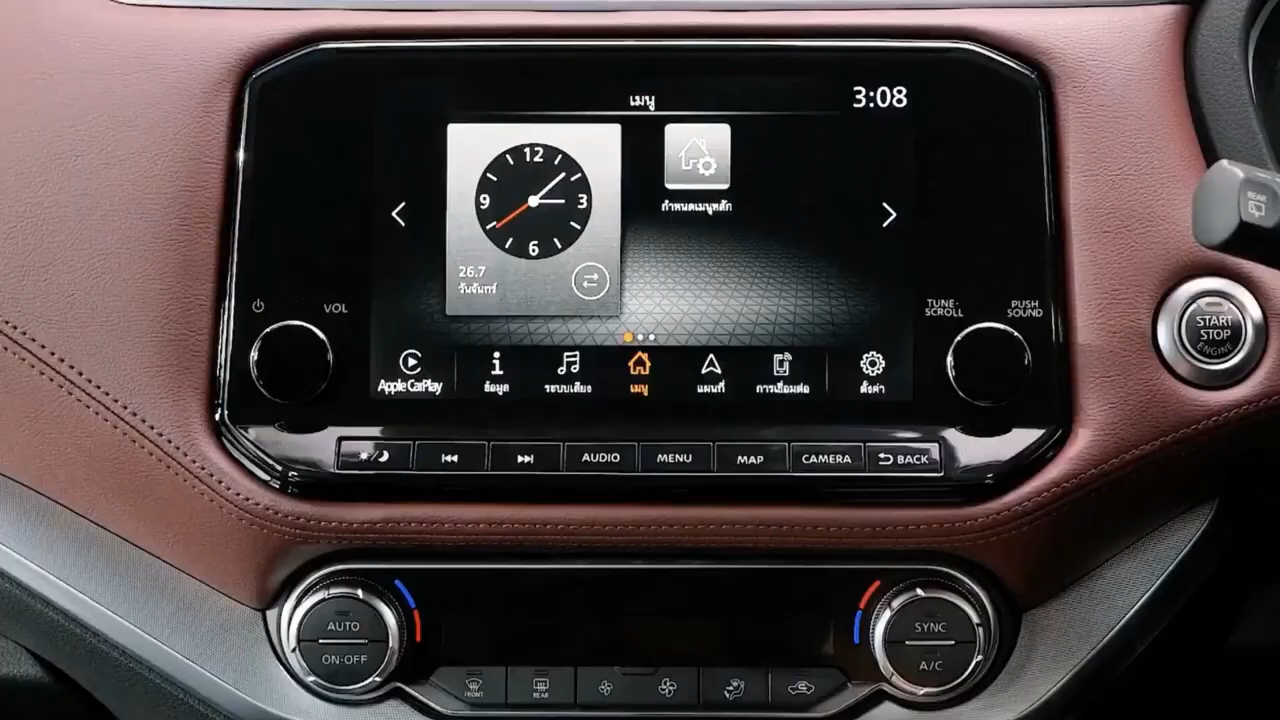 เมนู
3:08
12
9
3
6
26.7
วันจันทร์
กำหนดเมนูหลัก
VOL
TUNE-
SCROLL
PUSH
SOUND
Apple CarPlay
ข้อมูล
ระบบเสียง
เมนู
แผนที่
การเชื่อมต่อ
ตั้งค่า
AUDIO
MENU
MAP
CAMERA
BACK
REAR
START
STOP
ENGINE
AUTO
ON·OFF
SYNC
A/C
FRONT
REAR